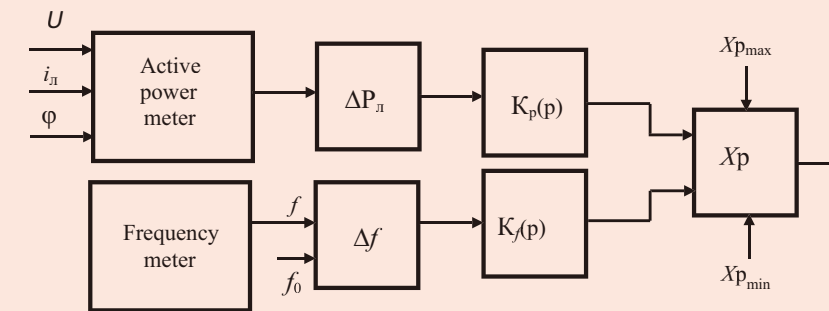 U
iл
φ
Active
power
meter
ΔPл
Kp(p)
Xpmax
Xp
Xpmin
Frequency
meter
f
f0
Δf
Kf(p)